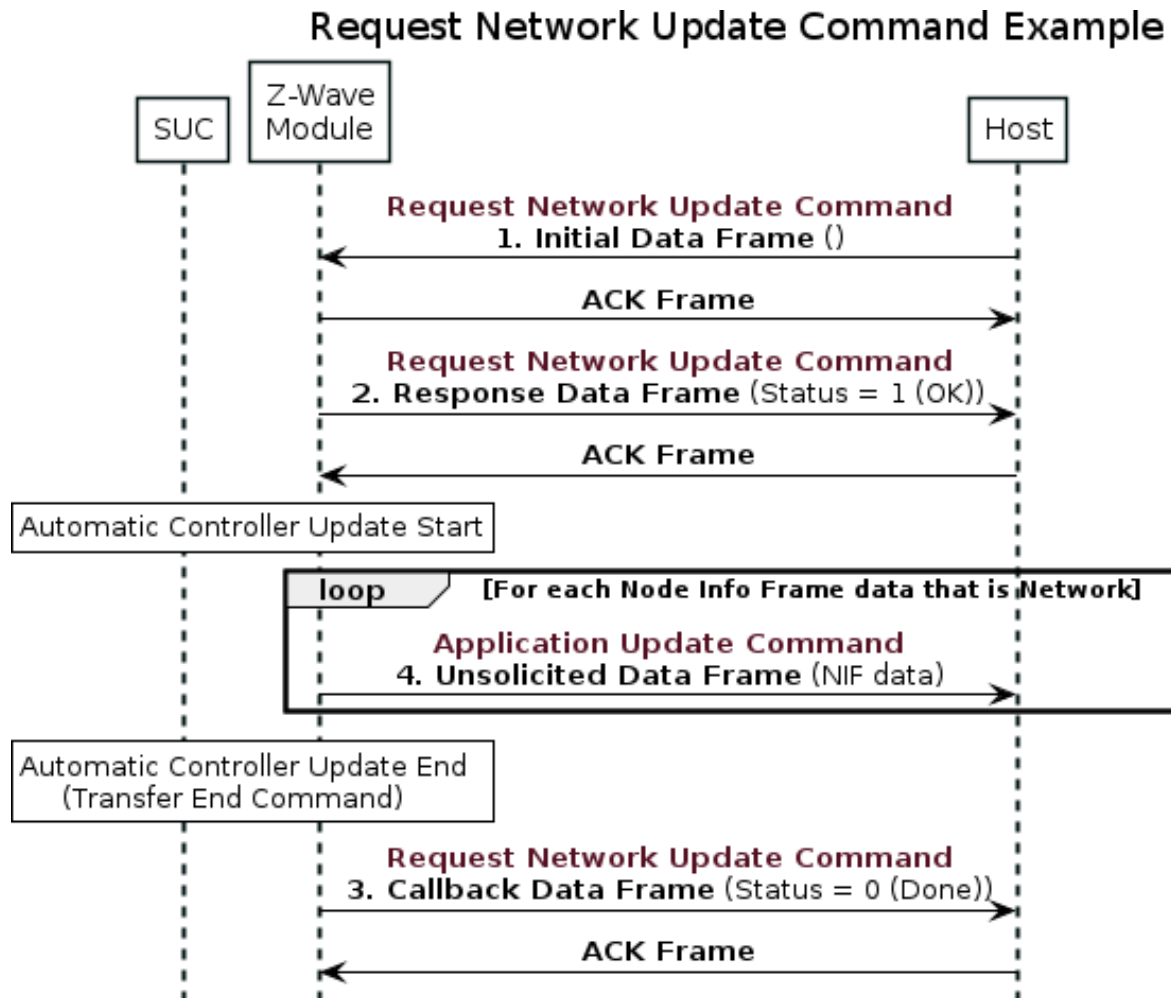 Request Network Update Command Example
SUC
Z-Wave
Module
Host
Request Network Update Command
1. Initial Data Frame ()
ACK Frame
Request Network Update Command
2. Response Data Frame (Status = 1 (OK))
ACK Frame
Automatic Controller Update Start
loop [For each Node Info Frame data that is Network]
Application Update Command
4. Unsolicited Data Frame (NIF data)
Automatic Controller Update End
(Transfer End Command)
Request Network Update Command
3. Callback Data Frame (Status = 0 (Done))
ACK Frame